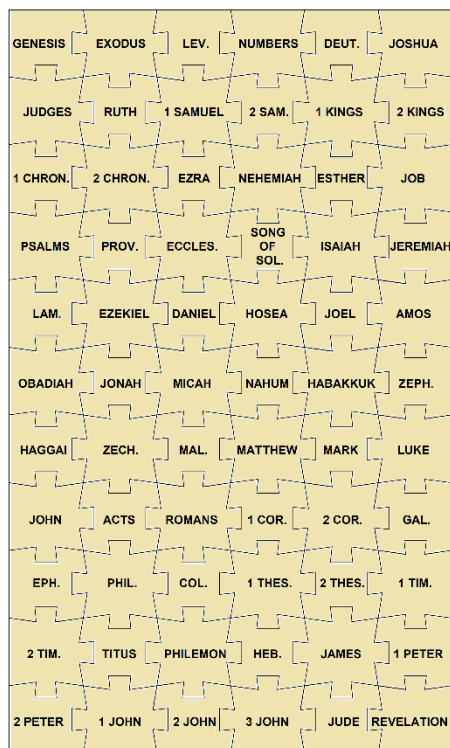 GENESIS EXODUS LEV. NUMBERS DEUT. JOSHUA
JUDGES RUTH 1 SAMUEL 2 SAM. 1 KINGS 2 KINGS
1 CHRON. 2 CHRON. EZRA NEHEMIAH ESTHER JOB
PSALMS PROV. ECCLES. SONG OF SOL. ISAIAH JEREMIAH
LAM. EZEKIEL DANIEL HOSEA JOEL AMOS
OBADIAH JONAH MICAH NAHUM HABAKKUK ZEPH.
HAGGAI ZECH. MAL. MATTHEW MARK LUKE
JOHN ACTS ROMANS 1 COR. 2 COR. GAL.
EPH. PHIL. COL. 1 THES. 2 THES. 1 TIM.
2 TIM. TITUS PHILEMON HEB. JAMES 1 PETER
2 PETER 1 JOHN 2 JOHN 3 JOHN JUDE REVELATION